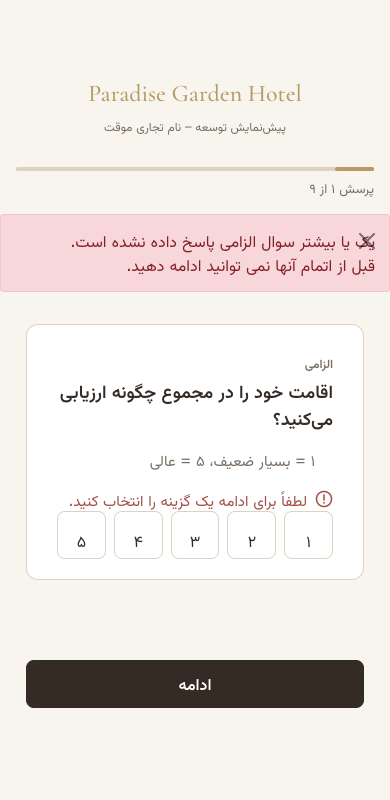 Paradise Garden Hotel
پیش‌نمایش توسعه – نام تجاری موقت
پرسش ۱ از ۹
یک یا بیشتر سوال الزامی پاسخ داده نشده است.
قبل از اتمام آنها نمی توانید ادامه دهید.
الزامی
اقامت خود را در مجموع چگونه ارزیابی
می‌کنید؟
۱ = بسیار ضعیف، ۵ = عالی
لطفاً برای ادامه یک گزینه را انتخاب کنید.
۱ ۲ ۳ ۴ ۵
ادامه